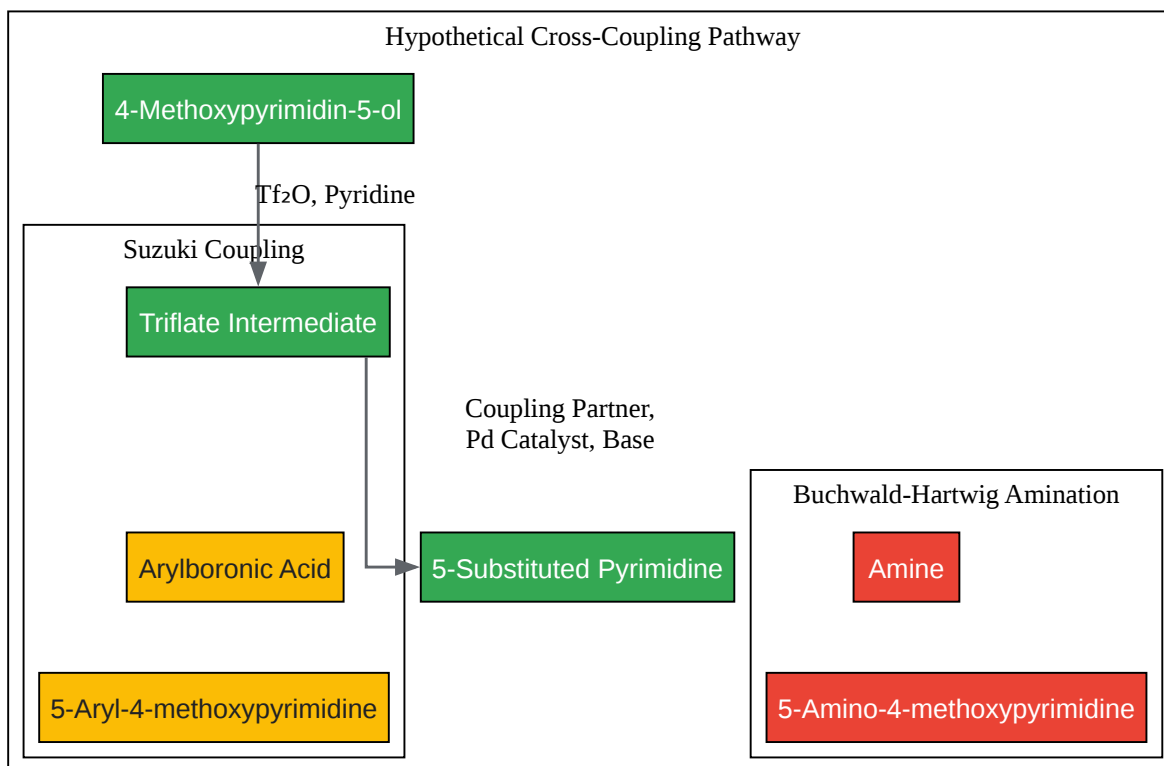 Hypothetical Cross-Coupling Pathway
4-Methoxypyrimidin-5-ol
Tf₂O, Pyridine
Suzuki Coupling
Triflate Intermediate
Coupling Partner,
Pd Catalyst, Base
Buchwald-Hartwig Amination
Arylboronic Acid
5-Substituted Pyrimidine
Amine
5-Aryl-4-methoxypyrimidine
5-Amino-4-methoxypyrimidine